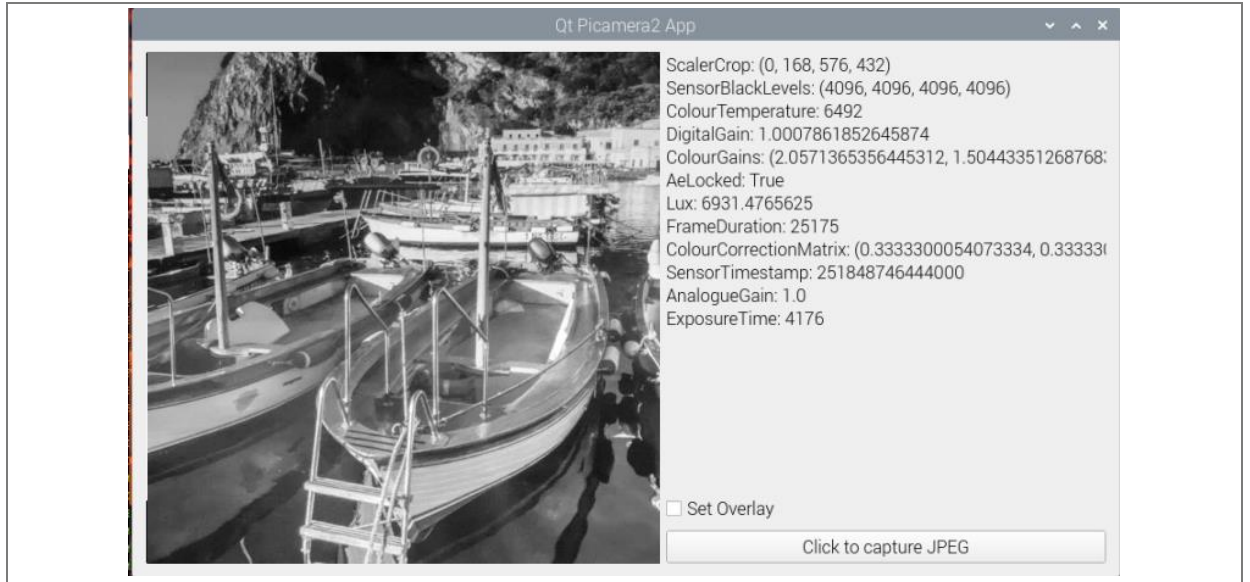 Qt Picamera2 App
ScalerCrop: (0, 168, 576, 432)
SensorBlackLevels: (4096, 4096, 4096, 4096)
ColourTemperature: 6492
DigitalGain: 1.0007861852645874
ColourGains: (2.0571365356445312, 1.504433512687683
AeLocked: True
Lux: 6931.4765625
FrameDuration: 25175
ColourCorrectionMatrix: (0.3333300054073334, 0.333330
SensorTimestamp: 251848746444000
AnalogueGain: 1.0
ExposureTime: 4176
Set Overlay
Click to capture JPEG